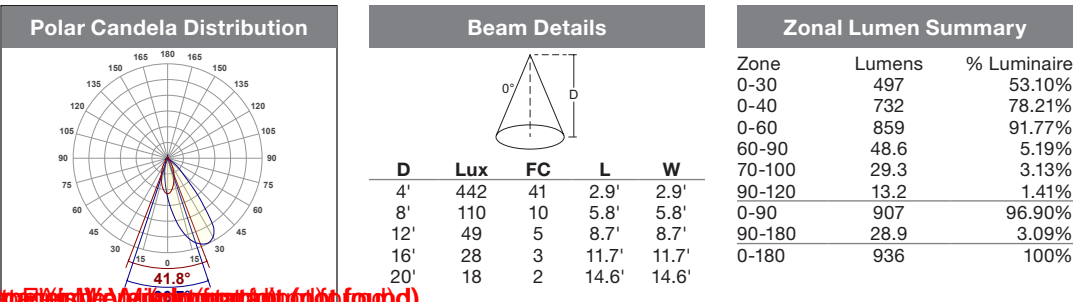 Polar Candela Distribution
180
165 165
150 150
135 135
120 120
105 105
90 90
75 75
60 60
45 45
30 30
15 0 15
41.8°
Beam Details
0°
D
D Lux FC L W
4' 442 41 2.9' 2.9'
8' 110 10 5.8' 5.8'
12' 49 5 8.7' 8.7'
16' 28 3 11.7' 11.7'
20' 18 2 14.6' 14.6'
Zonal Lumen Summary
Zone Lumens % Luminaire
0-30 497 53.10%
0-40 732 78.21%
0-60 859 91.77%
60-90 48.6 5.19%
70-100 29.3 3.13%
90-120 13.2 1.41%
0-90 907 96.90%
90-180 28.9 3.09%
0-180 936 100%